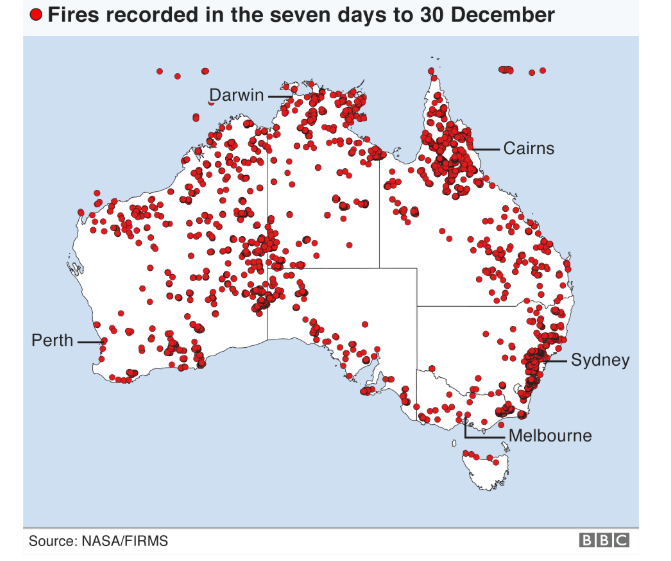 Fires recorded in the seven days to 30 December
Darwin
Cairns
Perth
Sydney
Melbourne
Source: NASA/FIRMS
BBC